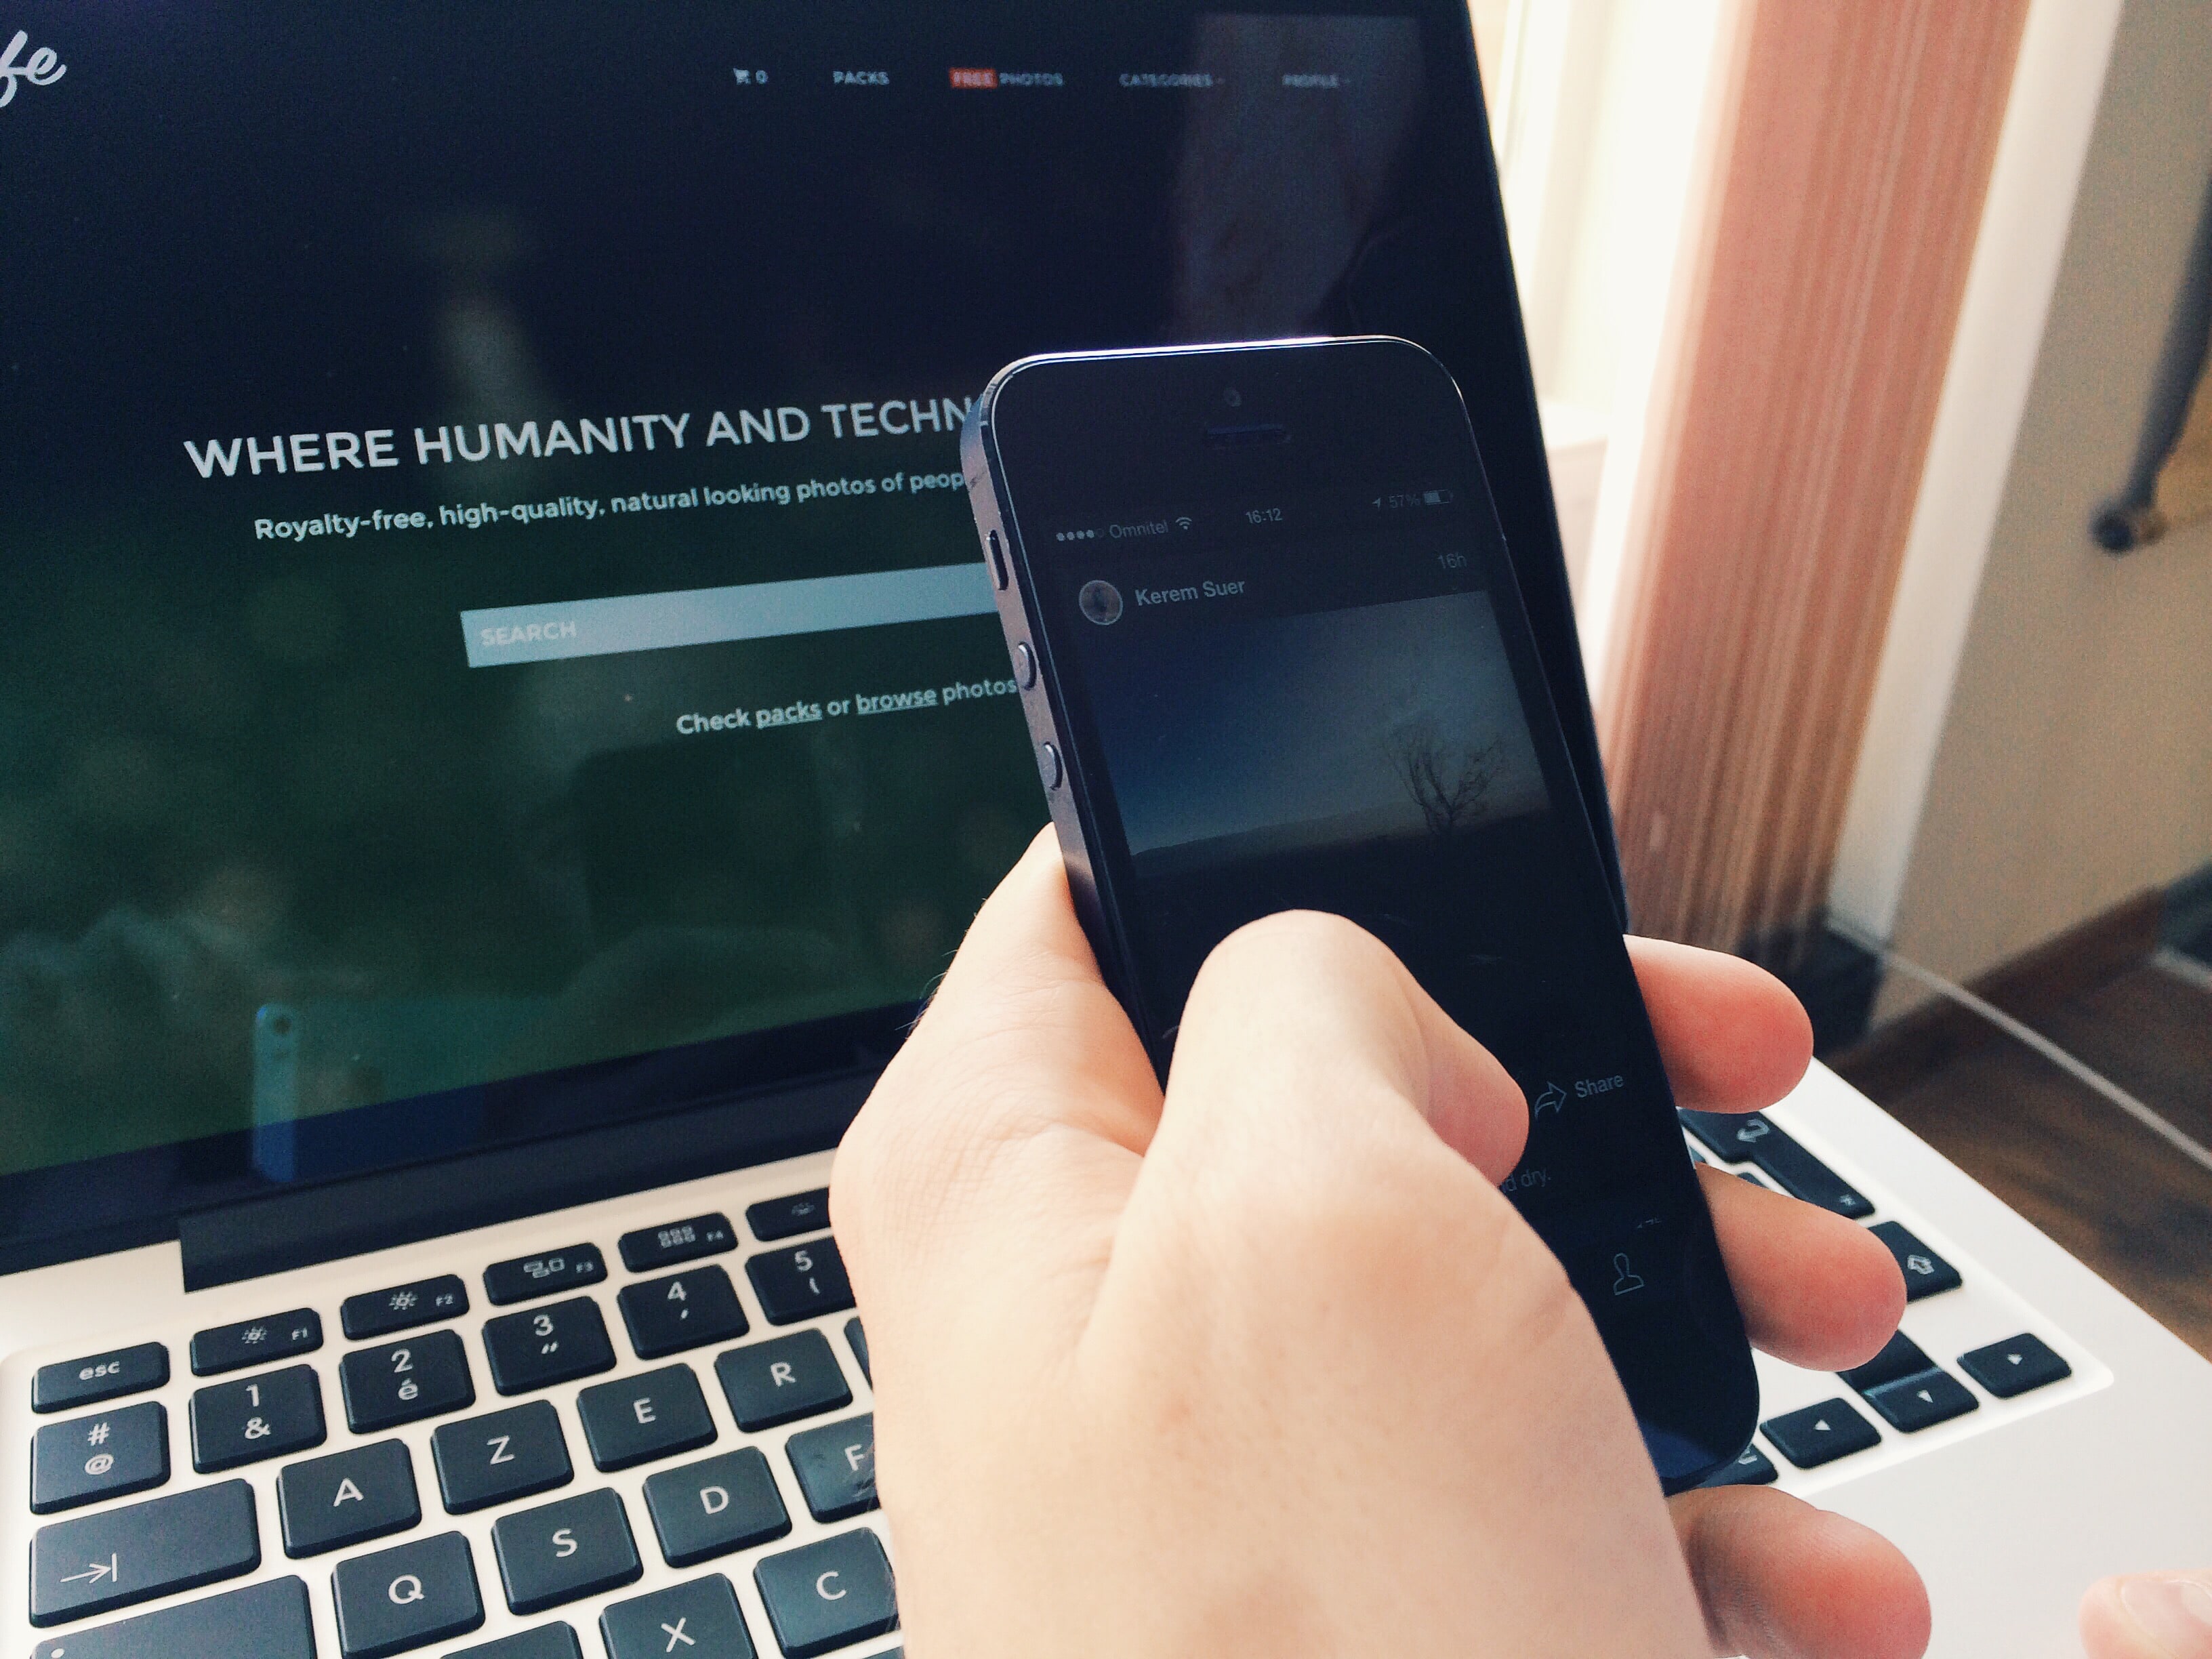 fe
0 PACKS FREE PHOTOS CATEGORIES PROFILE
WHERE HUMANITY AND TECHN
Royalty-free, high-quality, natural looking photos of peop
SEARCH
Check packs or browse photos
Omnitel 16:12 57%
Kerem Suer 16h
Share
d dry.
esc F1 F2 F3 F4
# 1 2 3 4 5
@ & é " ' (
A Z E R
Q S D F
X C